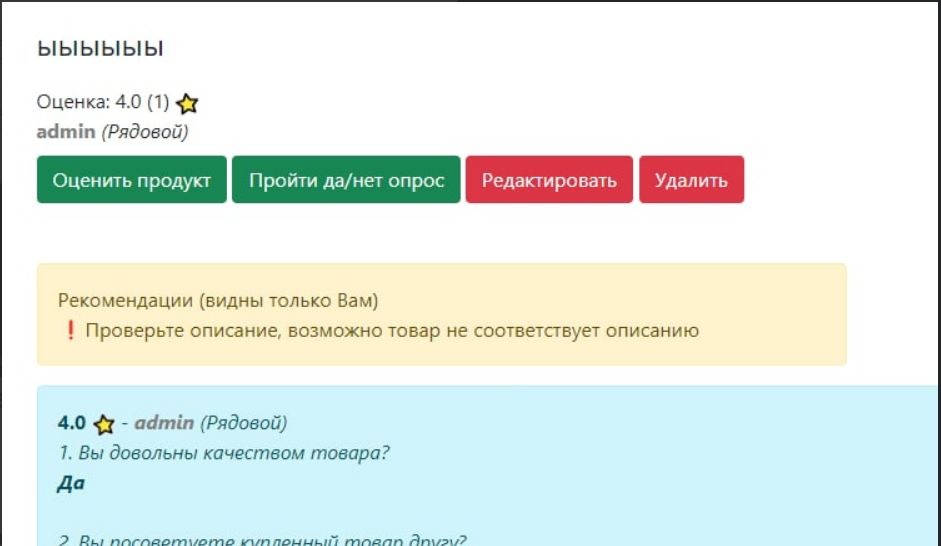 ыыыыыы
Оценка: 4.0 (1)
admin (Рядовой)
Оценить продукт Пройти да/нет опрос Редактировать Удалить
Рекомендации (видны только Вам)
❗ Проверьте описание, возможно товар не соответствует описанию
4.0 - admin (Рядовой)
1. Вы довольны качеством товара?
Да
2. Вы посоветуете купленный товар другу?